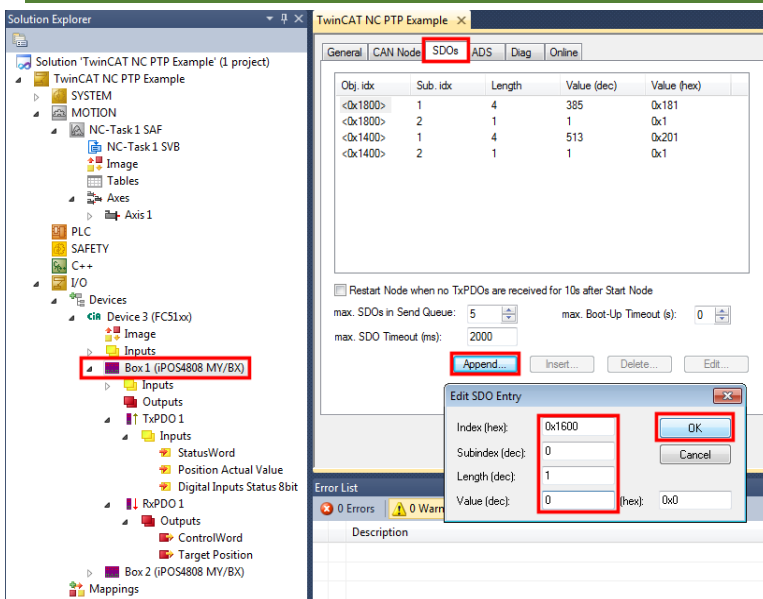 Solution Explorer
Solution 'TwinCAT NC PTP Example' (1 project)
TwinCAT NC PTP Example
SYSTEM
MOTION
NC-Task 1 SAF
NC-Task 1 SVB
Image
Tables
Axes
Axis 1
PLC
SAFETY
C++
I/O
Devices
CiA Device 3 (FC51xx)
Image
Inputs
Box 1 (iPOS4808 MY/BX)
Inputs
Outputs
TxPDO 1
Inputs
StatusWord
Position Actual Value
Digital Inputs Status 8bit
RxPDO 1
Outputs
ControlWord
Target Position
Box 2 (iPOS4808 MY/BX)
Mappings
TwinCAT NC PTP Example
General CAN Node SDOs ADS Diag Online
Obj. idx Sub. idx Length Value (dec) Value (hex)
<0x1800> 1 4 385 0x181
<0x1800> 2 1 1 0x1
<0x1400> 1 4 513 0x201
<0x1400> 2 1 1 0x1
Restart Node when no TxPDOs are received for 10s after Start Node
max. SDOs in Send Queue: 5 max. Boot-Up Timeout (s): 0
max. SDO Timeout (ms): 2000
Append... Insert... Delete... Edit...
Edit SDO Entry
Index (hex): 0x1600 OK
Subindex (dec): 0 Cancel
Length (dec): 1
Value (dec): 0 (hex): 0x0
Error List
0 Errors 0 Warn
Description